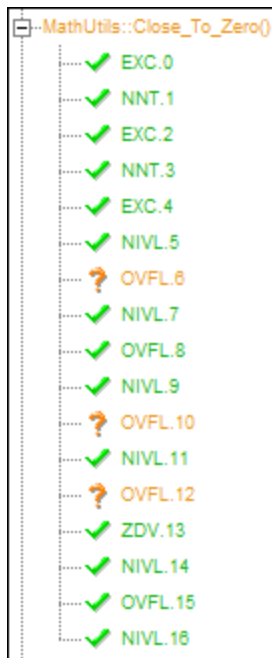 MathUtils::Close_To_Zero()
EXC.0
NNT.1
EXC.2
NNT.3
EXC.4
NIVL.5
OVFL.6
NIVL.7
OVFL.8
NIVL.9
OVFL.10
NIVL.11
OVFL.12
ZDV.13
NIVL.14
OVFL.15
NIVL.16